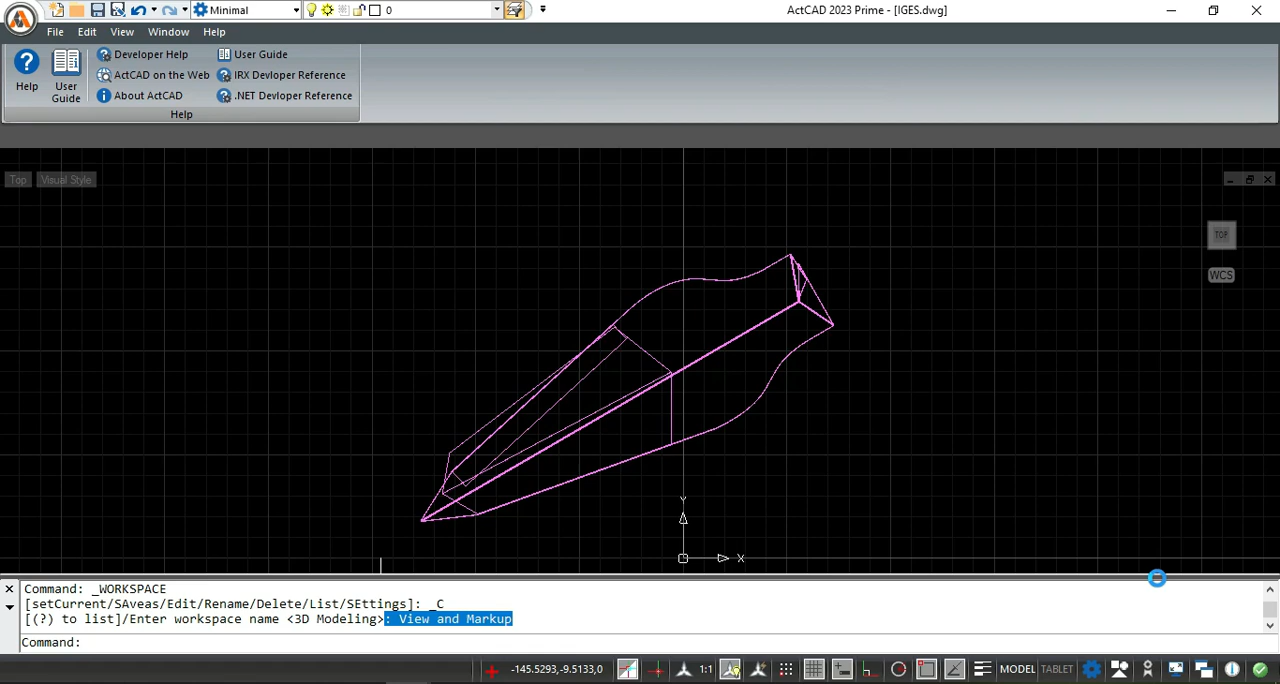 Minimal 0 ActCAD 2023 Prime - [IGES.dwg]
File Edit View Window Help
Developer Help User Guide
ActCAD on the Web IRX Devloper Reference
Help User Guide
About ActCAD .NET Devloper Reference
Help
Top Visual Style
TOP
WCS
Y
X
Command: _WORKSPACE
[setCurrent/SAveas/Edit/Rename/Delete/List/SEttings]: _C
[(?) to list]/Enter workspace name <3D Modeling>: View and Markup
Command:
-145.5293,-9.5133,0 1:1 MODEL TABLET